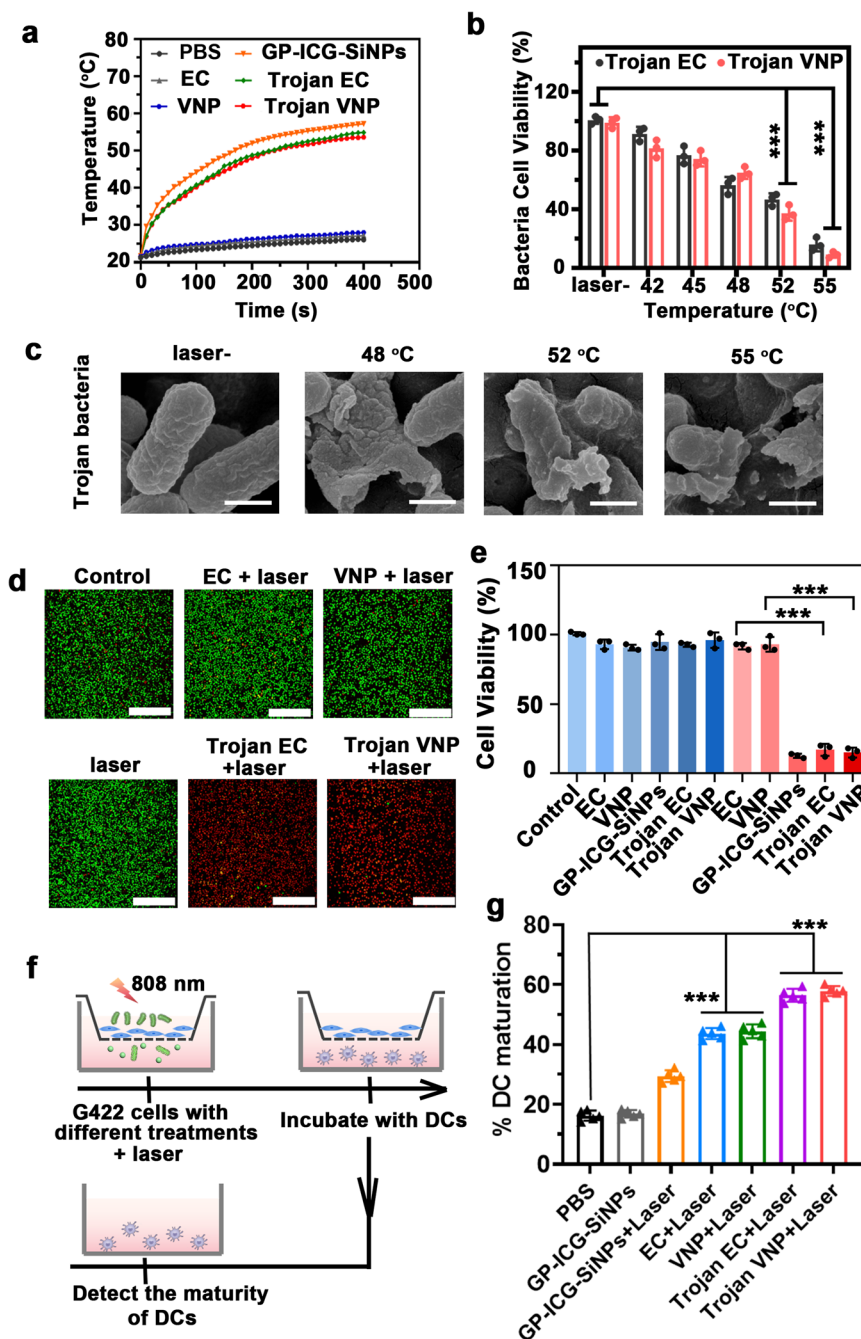 a
Temperature (°C)
80
70
60
50
40
30
20
PBS
EC
VNP
GP-ICG-SiNPs
Trojan EC
Trojan VNP
0 100 200 300 400 500
Time (s)
b
Bacteria Cell Viability (%)
120
80
40
0
Trojan EC
Trojan VNP
***
***
laser- 42 45 48 52 55
Temperature (°C)
c
Trojan bacteria
laser-
48 °C
52 °C
55 °C
d
Control
EC + laser
VNP + laser
laser
Trojan EC
+laser
Trojan VNP
+laser
e
Cell Viability (%)
150
100
50
0
***
***
Control
EC
VNP
GP-ICG-SiNPs
Trojan EC
Trojan VNP
EC
VNP
GP-ICG-SiNPs
Trojan EC
Trojan VNP
f
808 nm
G422 cells with
different treatments
+ laser
Incubate with DCs
Detect the maturity
of DCs
g
% DC maturation
80
60
40
20
0
***
***
PBS
GP-ICG-SiNPs
GP-ICG-SiNPs+Laser
EC+Laser
VNP+Laser
Trojan EC+Laser
Trojan VNP+Laser